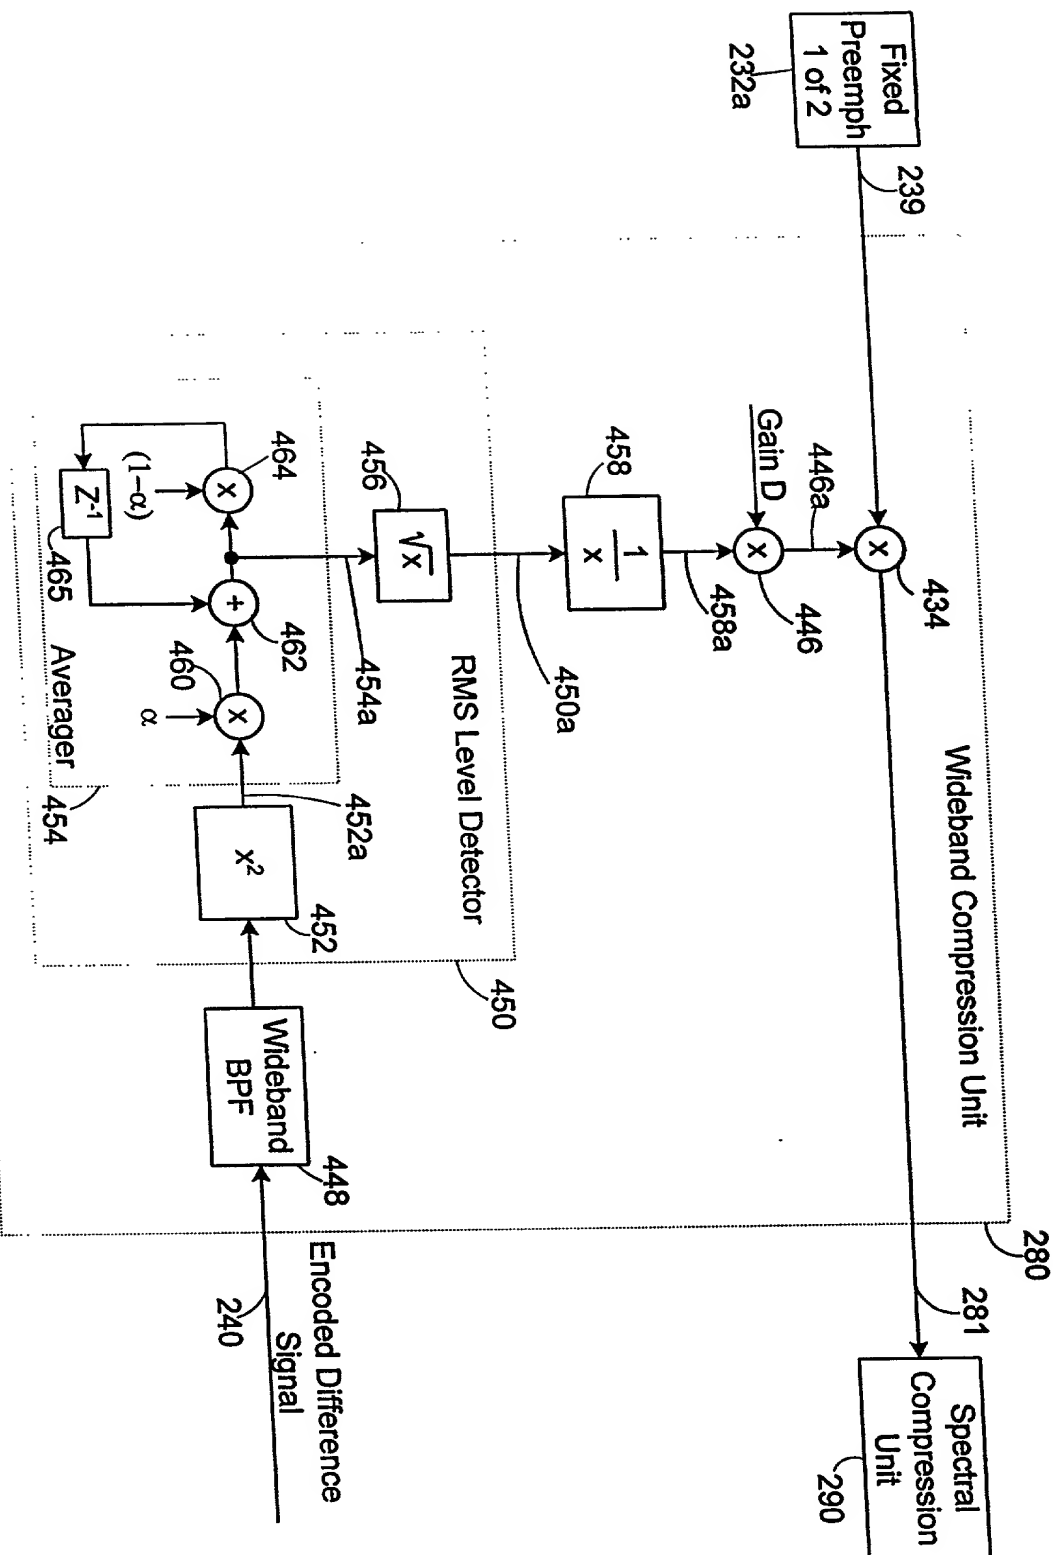 Fixed
Preemph
1 of 2
232a
239
Wideband Compression Unit
280
434
281
Spectral
Compression
Unit
290
446a
Gain D
446
458a
458
1
x
450a
456
√x
RMS Level Detector
450
454a
464
(1–α)
Z-1
465
+
462
460
α
Averager
454
452a
x2
452
Wideband
BPF
448
Encoded Difference
Signal
240
x
x
x
x